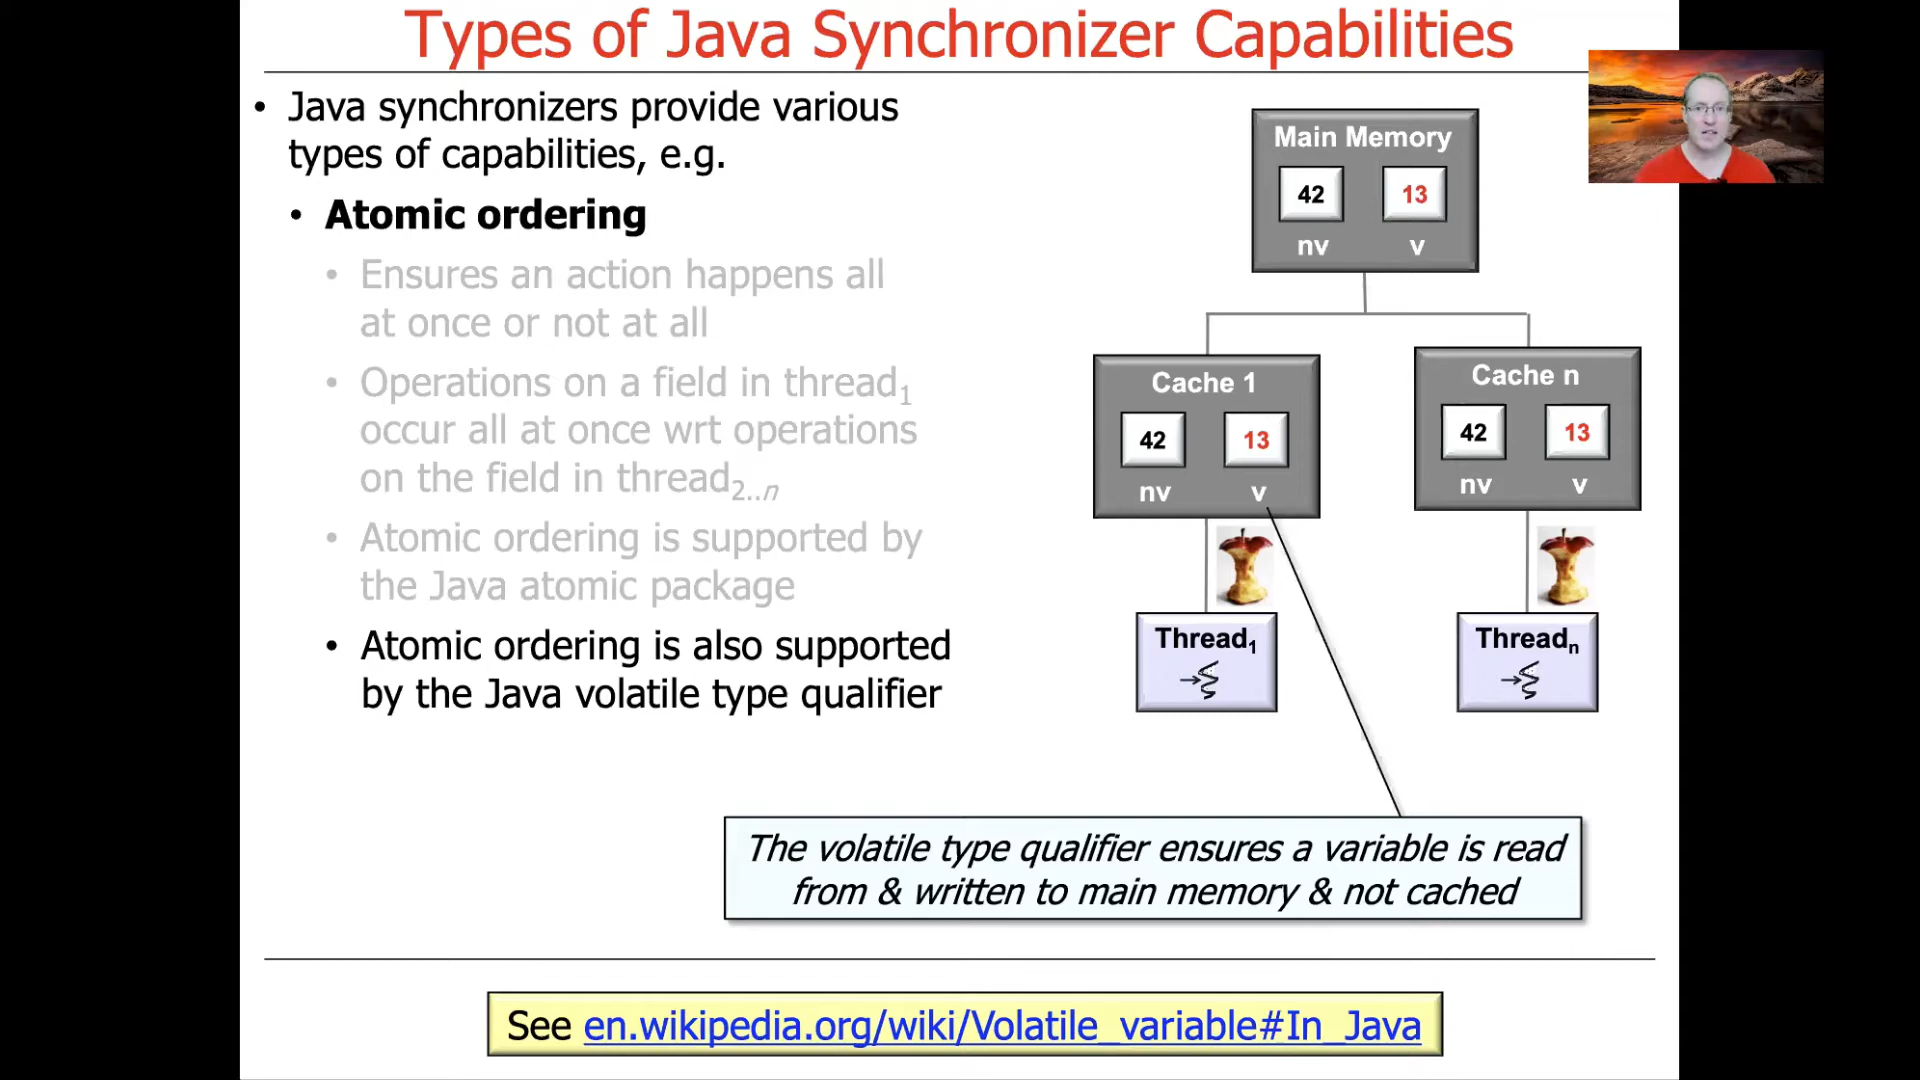 Types of Java Synchronizer Capabilities
• Java synchronizers provide various
types of capabilities, e.g.
• Atomic ordering
• Ensures an action happens all
at once or not at all
• Operations on a field in thread1
occur all at once wrt operations
on the field in thread2..n
• Atomic ordering is supported by
the Java atomic package
• Atomic ordering is also supported
by the Java volatile type qualifier
Main Memory
42 13
nv v
Cache 1
42 13
nv v
Cache n
42 13
nv v
Thread1
Threadn
The volatile type qualifier ensures a variable is read
from & written to main memory & not cached
See en.wikipedia.org/wiki/Volatile_variable#In_Java